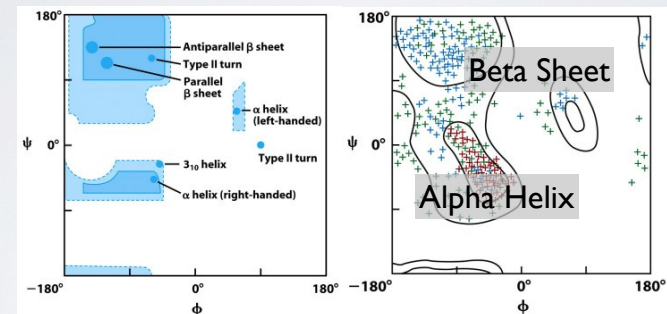 180°
Antiparallel β sheet
Type II turn
Parallel
β sheet
α helix
(left-handed)
ψ
0°
Type II turn
3₁₀ helix
α helix (right-handed)
−180°
0°
180°
ϕ
180°
Beta Sheet
ψ
0°
Alpha Helix
−180°
0°
180°
ϕ